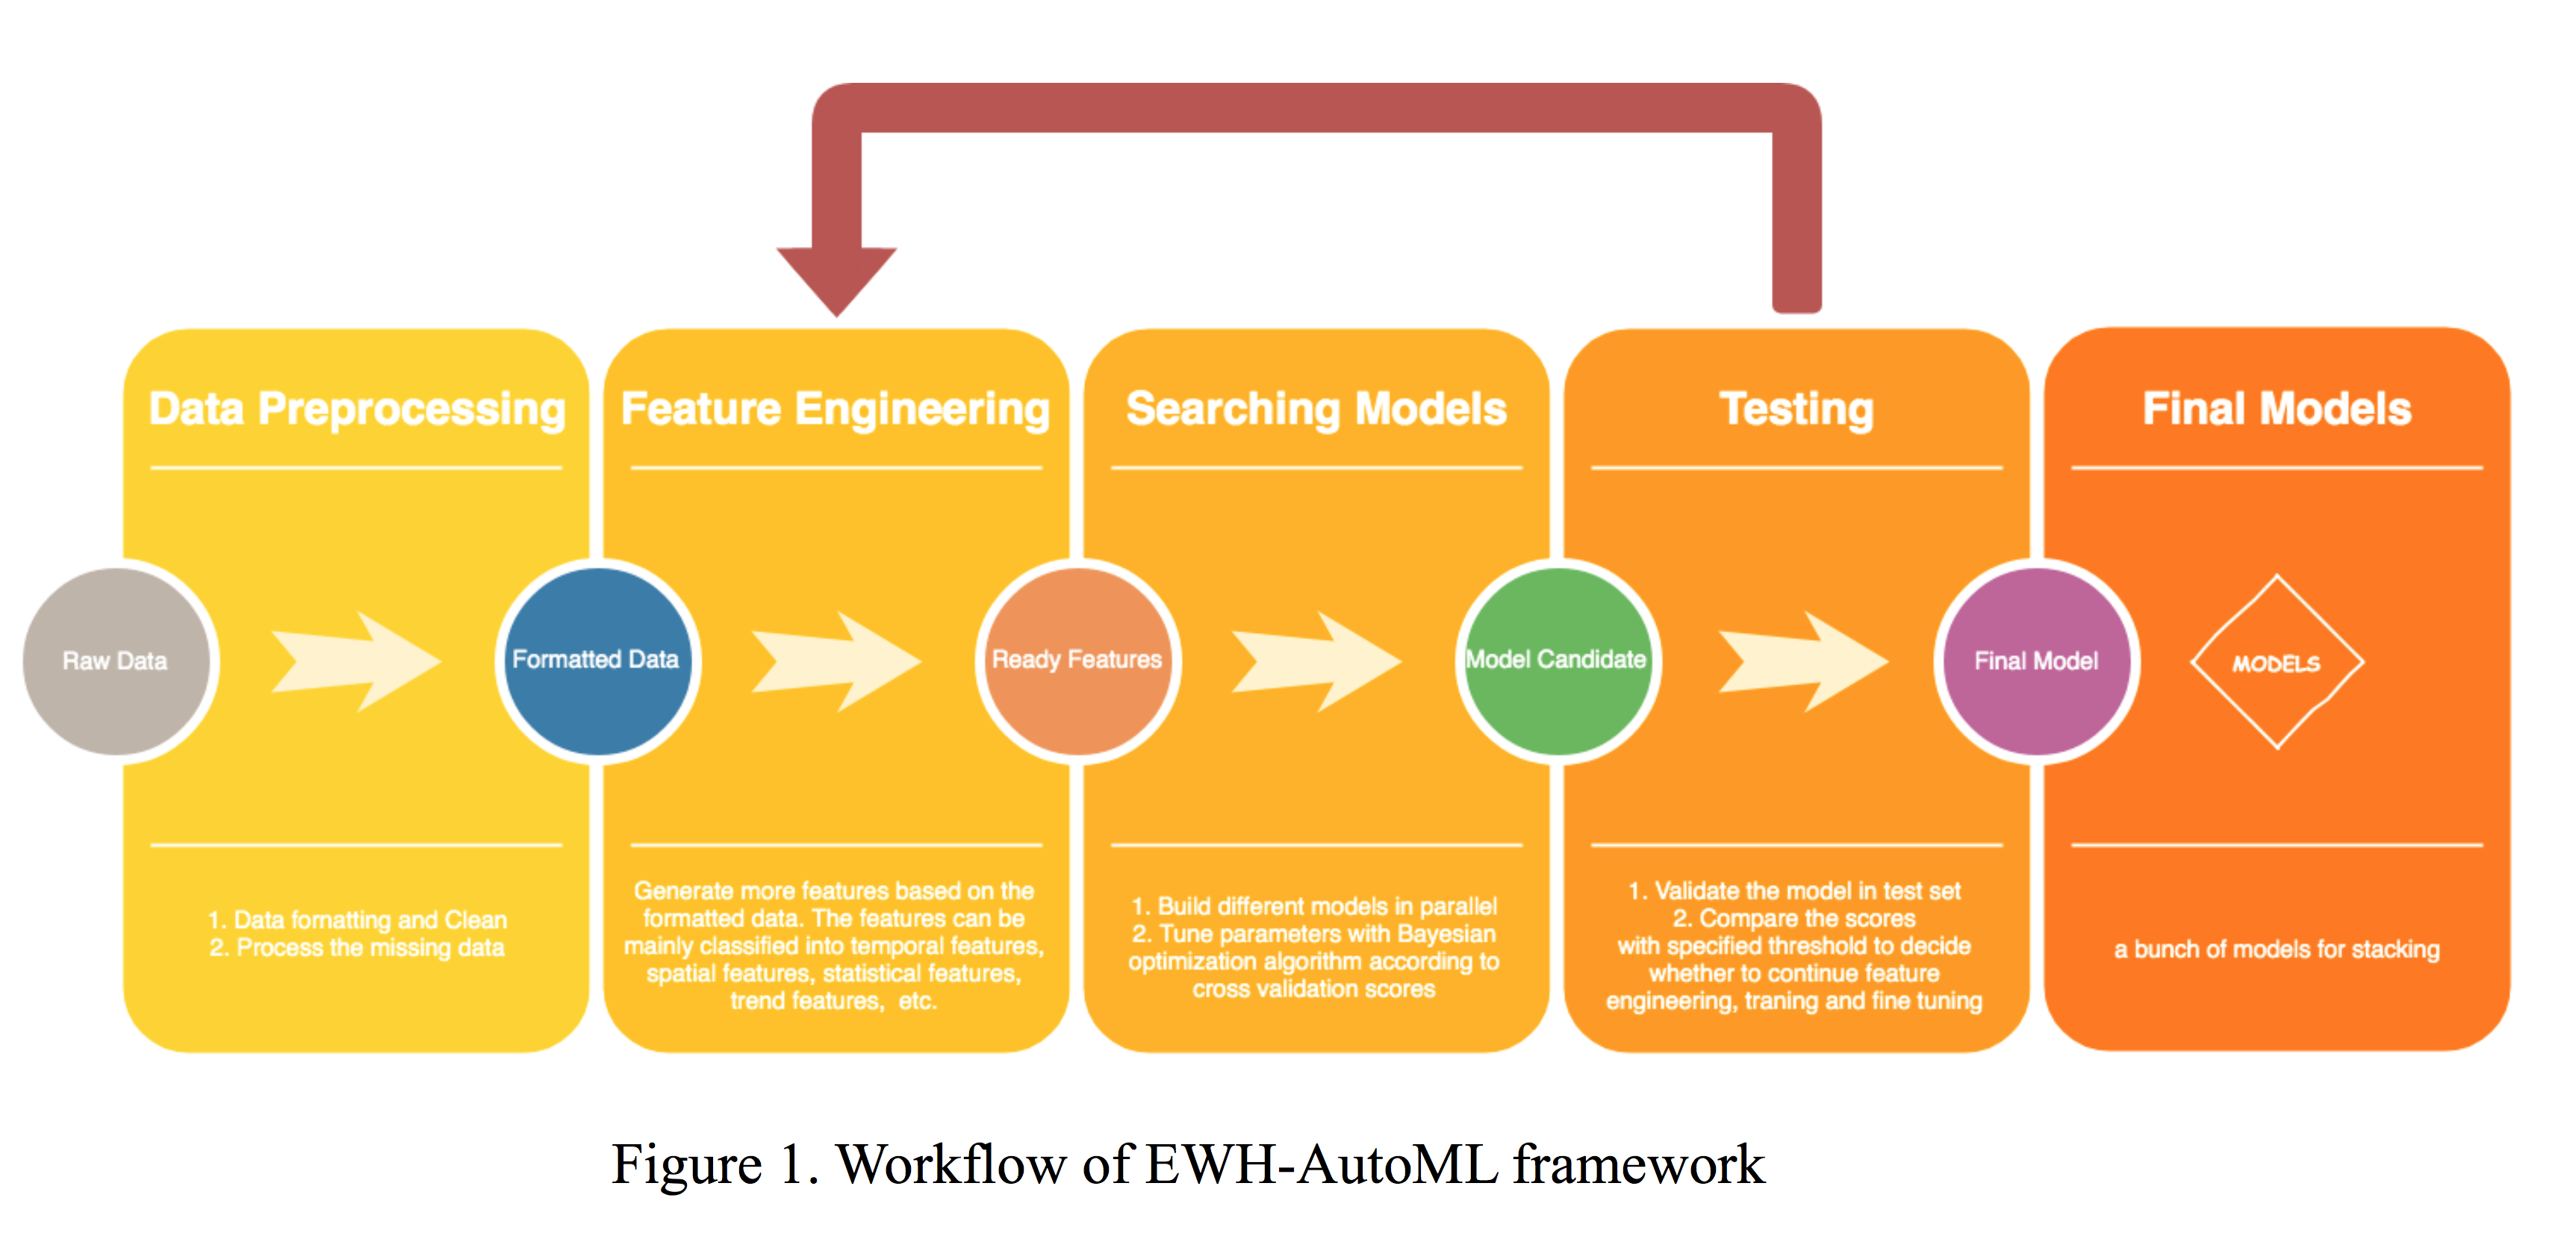 Data Preprocessing
Feature Engineering
Searching Models
Testing
Final Models
Raw Data
Formatted Data
Ready Features
Model Candidate
Final Model
MODELS
1. Data fornatting and Clean
2. Process the missing data
Generate more features based on the
formatted data. The features can be
mainly classified into temporal features,
spatial features, statistical features,
trend features, etc.
1. Build different models in parallel
2. Tune parameters with Bayesian
optimization algorithm according to
cross validation scores
1. Validate the model in test set
2. Compare the scores
with specified threshold to decide
whether to continue feature
engineering, traning and fine tuning
a bunch of models for stacking
Figure 1. Workflow of EWH-AutoML framework